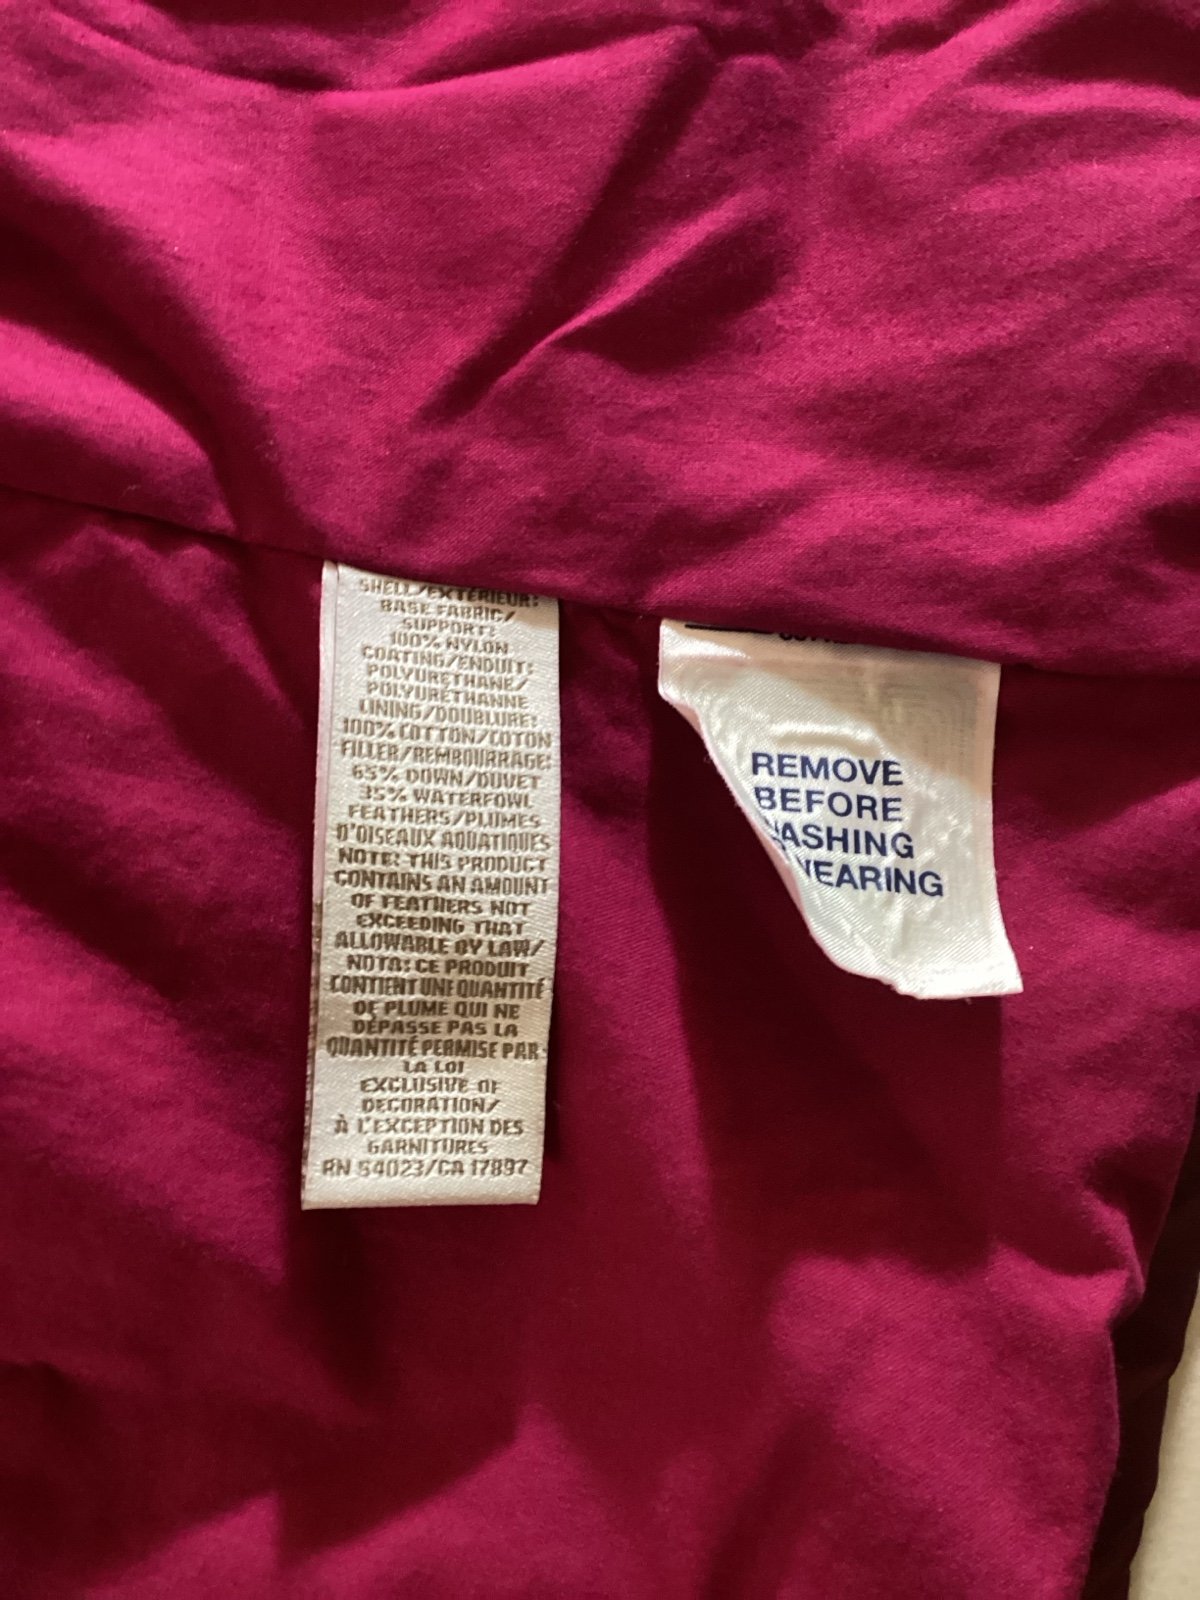 SHELL/EXTÉRIEUR:
BASE FABRIC/
SUPPORT:
100% NYLON
COATING/ENDUIT:
POLYURETHANE/
POLYURÉTHANNE
LINING/DOUBLURE:
100% COTTON/COTON
FILLER/REMBOURRAGE:
65% DOWN/DUVET
35% WATERFOWL
FEATHERS/PLUMES
D'OISEAUX AQUATIQUES
NOTE: THIS PRODUCT
CONTAINS AN AMOUNT
OF FEATHERS NOT
EXCEEDING THAT
ALLOWABLE BY LAW/
NOTA: CE PRODUIT
CONTIENT UNE QUANTITÉ
DE PLUME QUI NE
DÉPASSE PAS LA
QUANTITÉ PERMISE PAR
LA LOI
EXCLUSIVE OF
DECORATION/
À L'EXCEPTION DES
GARNITURES
RN 54023/CA 17897
REMOVE
BEFORE
WASHING
WEARING